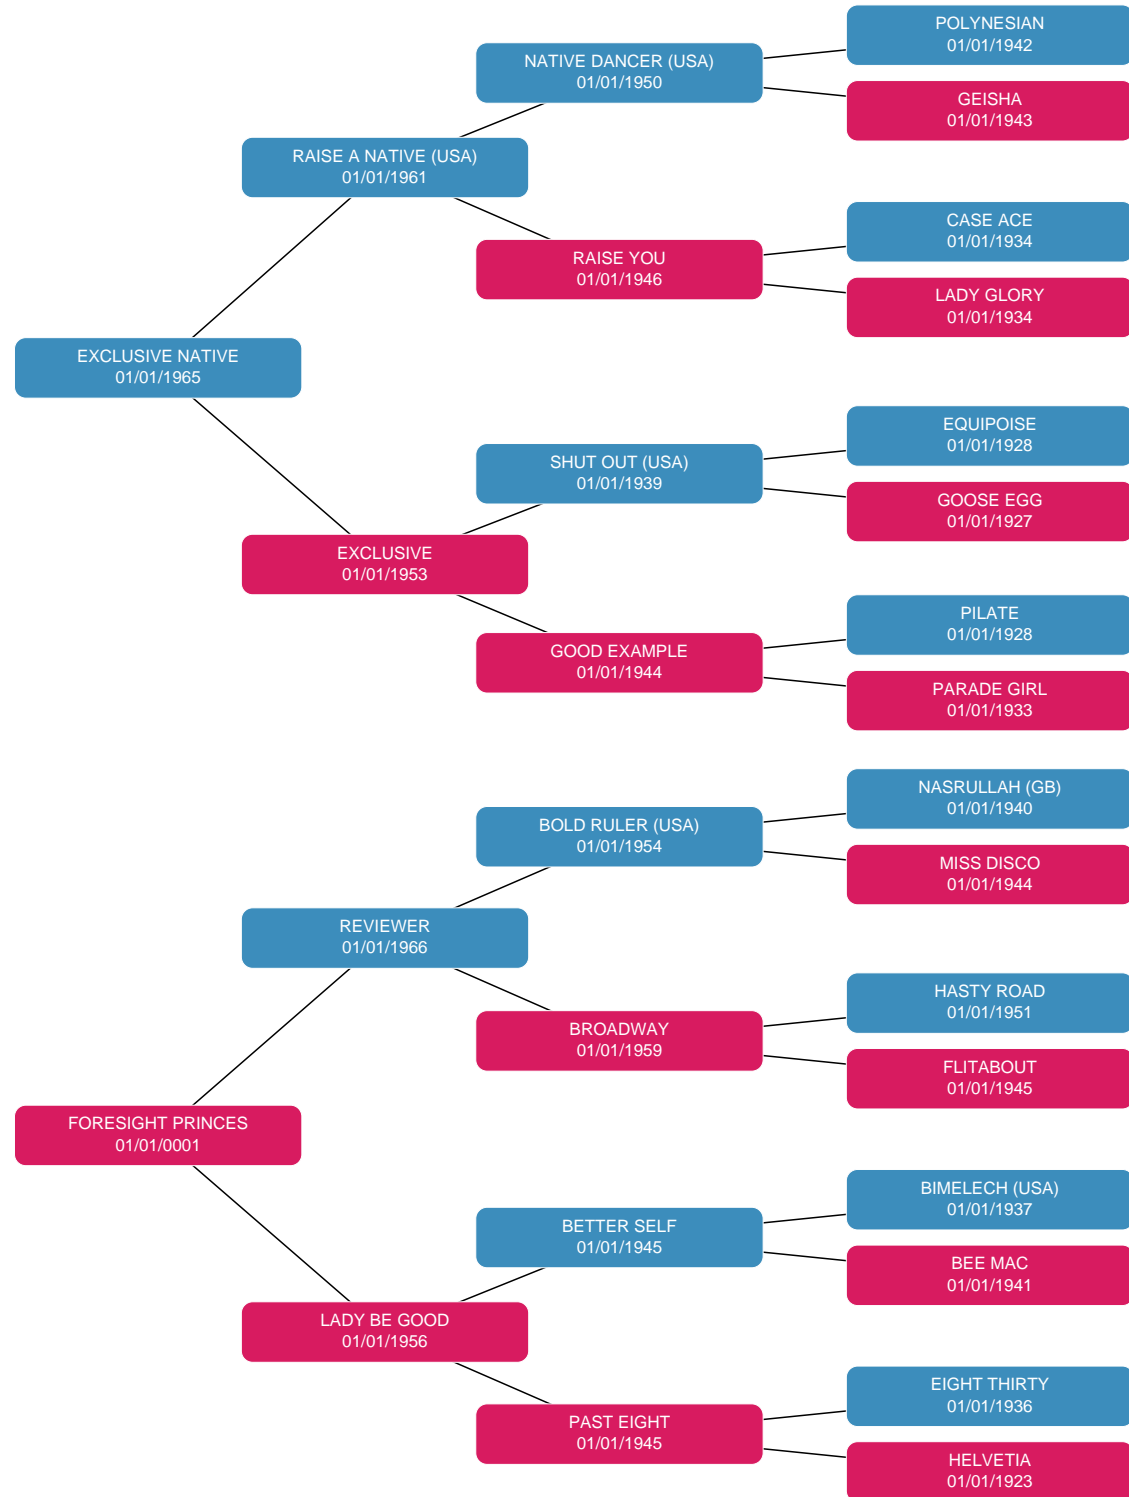 POLYNESIAN
01/01/1942
NATIVE DANCER (USA)
01/01/1950
GEISHA
01/01/1943
RAISE A NATIVE (USA)
01/01/1961
CASE ACE
01/01/1934
RAISE YOU
01/01/1946
LADY GLORY
01/01/1934
EXCLUSIVE NATIVE
01/01/1965
EQUIPOISE
01/01/1928
SHUT OUT (USA)
01/01/1939
GOOSE EGG
01/01/1927
EXCLUSIVE
01/01/1953
PILATE
01/01/1928
GOOD EXAMPLE
01/01/1944
PARADE GIRL
01/01/1933
NASRULLAH (GB)
01/01/1940
BOLD RULER (USA)
01/01/1954
MISS DISCO
01/01/1944
REVIEWER
01/01/1966
HASTY ROAD
01/01/1951
BROADWAY
01/01/1959
FLITABOUT
01/01/1945
FORESIGHT PRINCES
01/01/0001
BIMELECH (USA)
01/01/1937
BETTER SELF
01/01/1945
BEE MAC
01/01/1941
LADY BE GOOD
01/01/1956
EIGHT THIRTY
01/01/1936
PAST EIGHT
01/01/1945
HELVETIA
01/01/1923